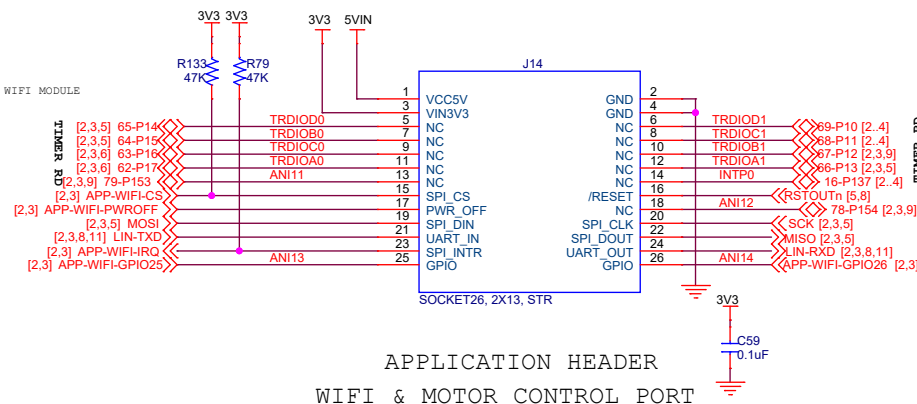 3V3 3V3 3V3 5VIN
R133 R79 J14
47K 47K
WIFI MODULE
1 VCC5V GND 2
3 VIN3V3 GND 4
TIMER RD
[2,3,5] 65-P14 TRDIOD0 5 NC NC 6 TRDIOD1 69-P10 [2..4]
[2,3,5] 64-P15 TRDIOB0 7 NC NC 8 TRDIOC1 68-P11 [2..4]
[2,3,6] 63-P16 TRDIOC0 9 NC NC 10 TRDIOB1 67-P12 [2,3,9]
[2,3,6] 62-P17 TRDIOA0 11 NC NC 12 TRDIOA1 66-P13 [2,3,5]
[2,3,9] 79-P153 ANI11 13 NC NC 14 INTP0 16-P137 [2..4]
[2,3] APP-WIFI-CS 15 SPI_CS /RESET 16 RSTOUTn [5,8]
[2,3] APP-WIFI-PWROFF 17 PWR_OFF NC 18 ANI12 78-P154 [2,3,9]
[2,3,5] MOSI 19 SPI_DIN SPI_CLK 20 SCK [2,3,5]
[2,3,8,11] LIN-TXD 21 UART_IN SPI_DOUT 22 MISO [2,3,5]
[2,3] APP-WIFI-IRQ 23 SPI_INTR UART_OUT 24 LIN-RXD [2,3,8,11]
[2,3] APP-WIFI-GPIO25 ANI13 25 GPIO GPIO 26 ANI14 APP-WIFI-GPIO26 [2,3]
SOCKET26, 2X13, STR
3V3
C59
0.1uF
APPLICATION HEADER
WIFI & MOTOR CONTROL PORT